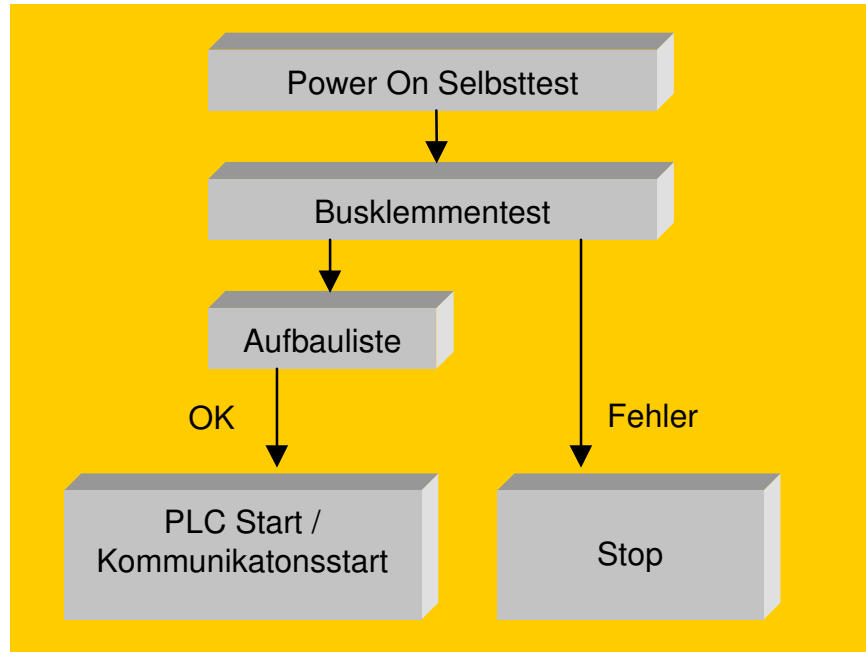 Power On Selbsttest
Busklemmentest
Aufbauliste
OK
Fehler
PLC Start /
Kommunikatonsstart
Stop